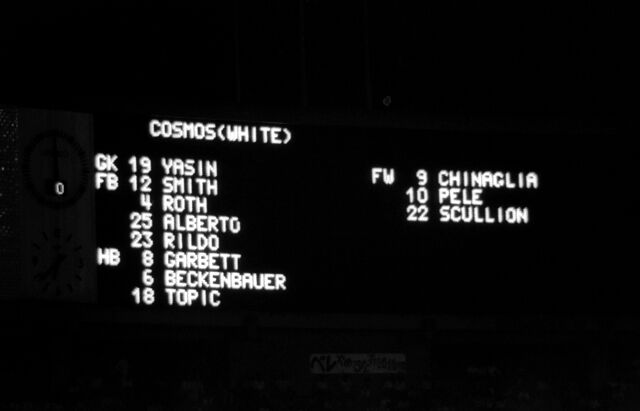 COSMOS(WHITE)
GK 19 YASIN
FB 12 SMITH
4 ROTH
25 ALBERTO
23 RILDO
HB 8 GARBETT
6 BECKENBAUER
18 TOPIC
FW 9 CHINAGLIA
10 PELE
22 SCULLION
0